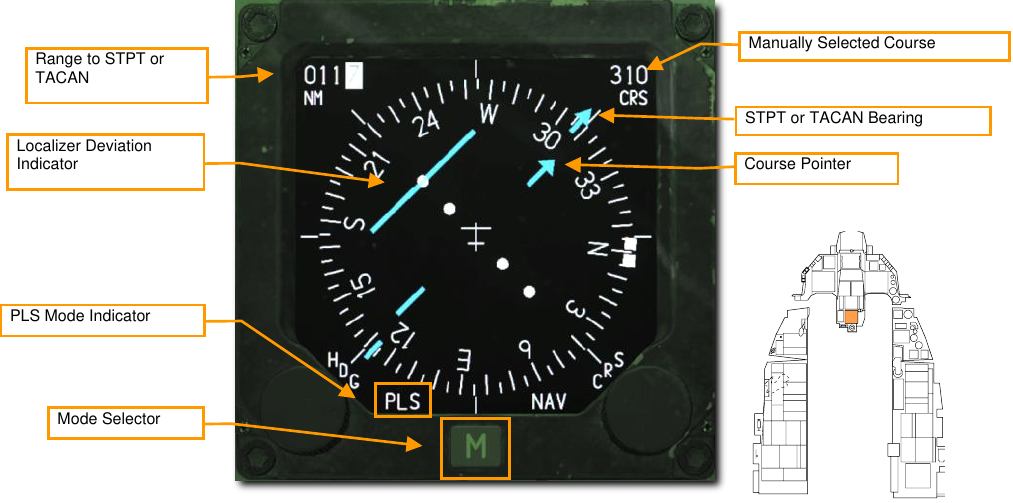 Range to STPT or
TACAN
Manually Selected Course
0117
NM
310
CRS
STPT or TACAN Bearing
Localizer Deviation
Indicator
Course Pointer
W
24
30
21
33
S
N
15
3
12
E
6
PLS Mode Indicator
HDG
CRS
PLS
NAV
Mode Selector
M